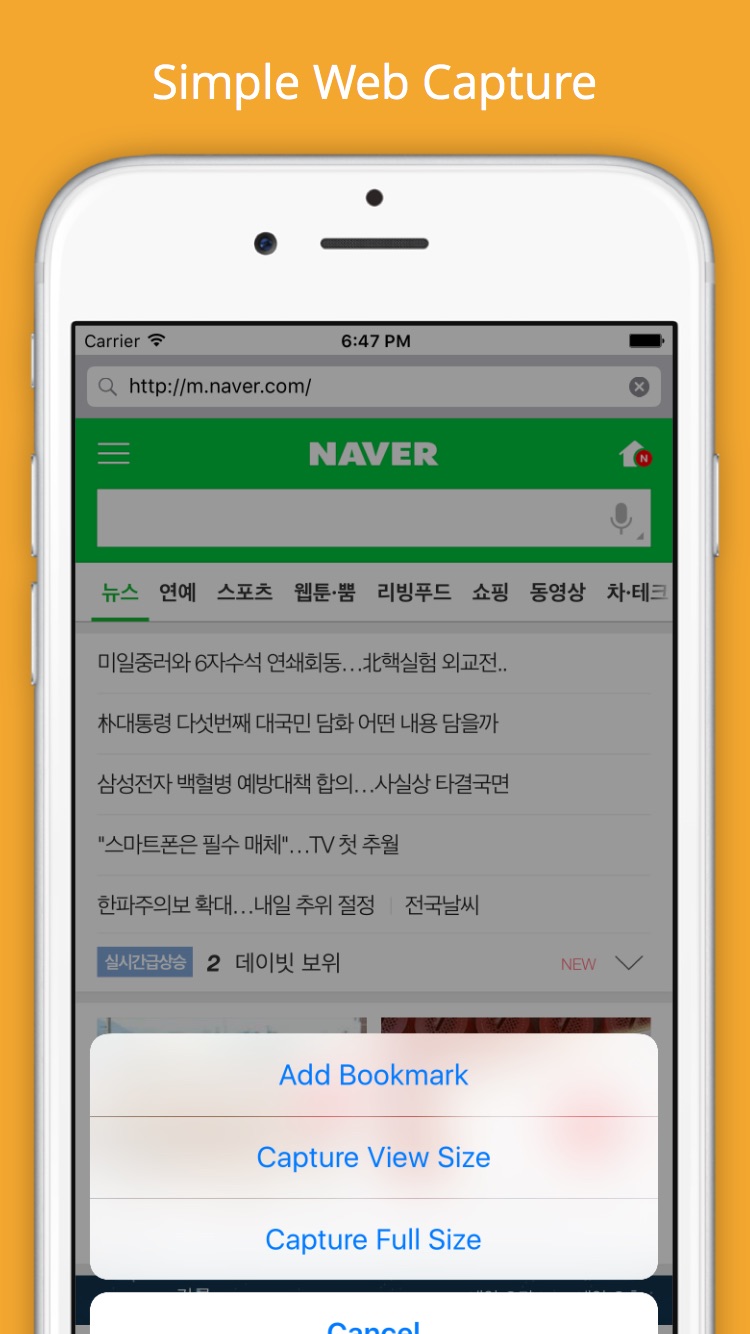 Simple Web Capture
Carrier 6:47 PM
http://m.naver.com/
NAVER
N
뉴스 연예 스포츠 웹툰·뿜 리빙푸드 쇼핑 동영상 차·테크
미일중러와 6자수석 연쇄회동…北핵실험 외교전..
朴대통령 다섯번째 대국민 담화 어떤 내용 담을까
삼성전자 백혈병 예방대책 합의…사실상 타결국면
"스마트폰은 필수 매체"…TV 첫 추월
한파주의보 확대…내일 추위 절정 | 전국날씨
실시간급상승 2 데이빗 보위 NEW
Add Bookmark
Capture View Size
Capture Full Size
Cancel